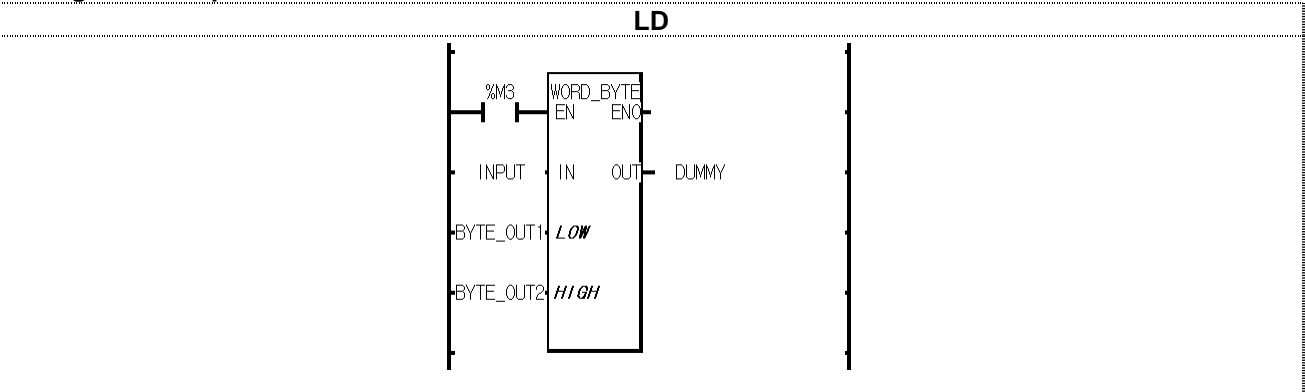 LD
%M3
WORD_BYTE
EN ENO
INPUT IN OUT DUMMY
BYTE_OUT1 LOW
BYTE_OUT2 HIGH